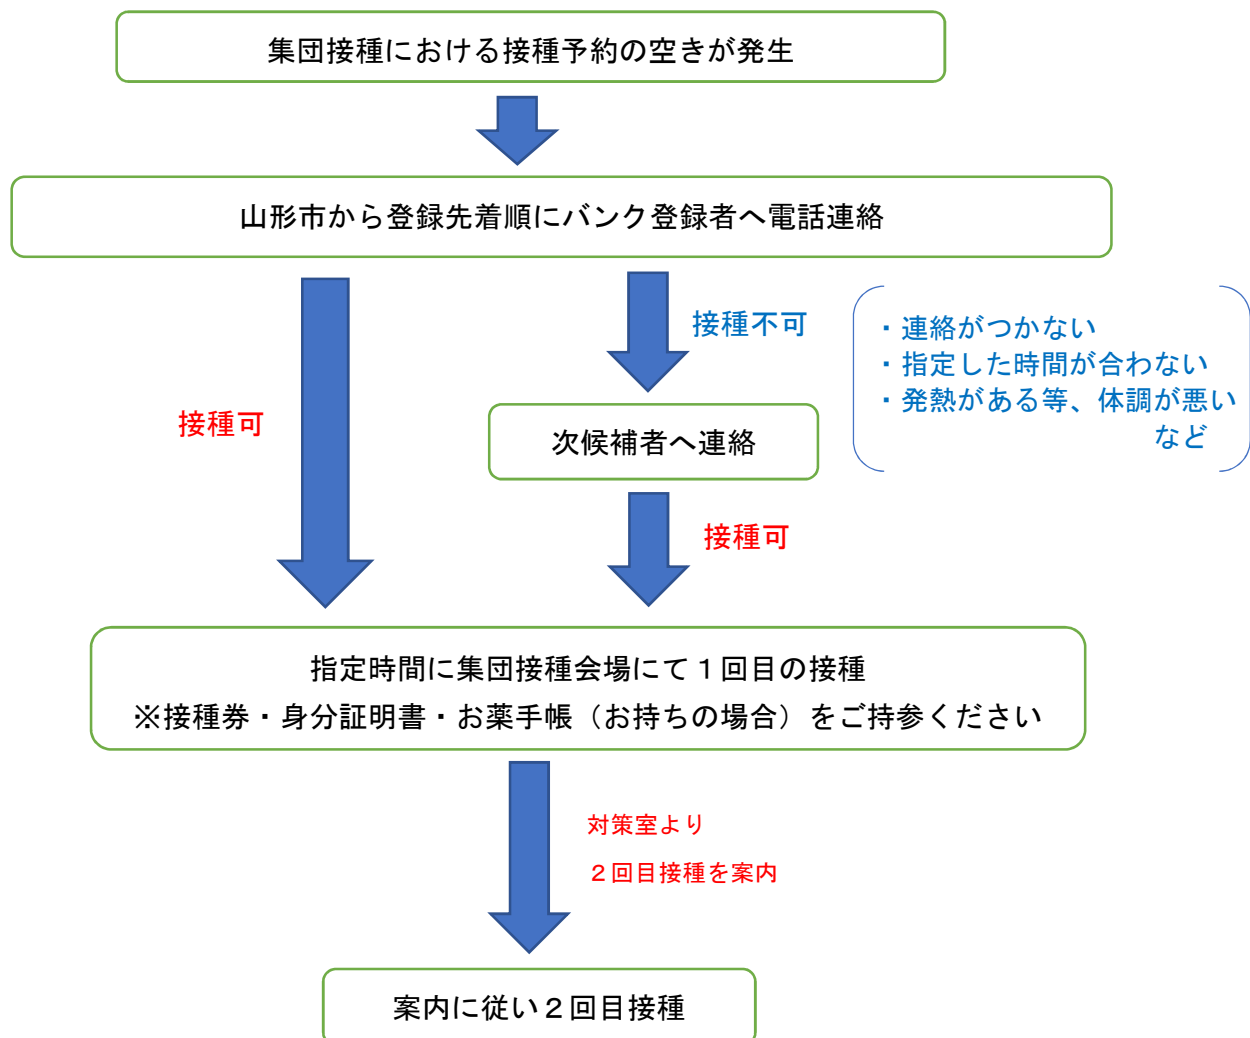 集団接種における接種予約の空きが発生
山形市から登録先着順にバンク登録者へ電話連絡
接種不可
・連絡がつかない
・指定した時間が合わない
・発熱がある等、体調が悪い
など
接種可
次候補者へ連絡
接種可
指定時間に集団接種会場にて１回目の接種
※接種券・身分証明書・お薬手帳（お持ちの場合）をご持参ください
対策室より
２回目接種を案内
案内に従い２回目接種